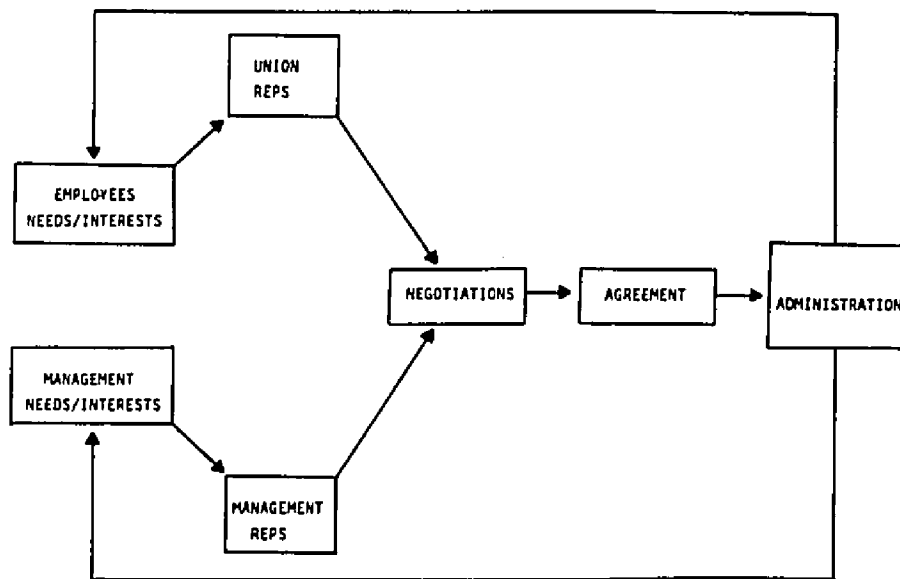 UNION
REPS
EMPLOYEES
NEEDS/INTERESTS
NEGOTIATIONS
AGREEMENT
ADMINISTRATION
MANAGEMENT
NEEDS/INTERESTS
MANAGEMENT
REPS